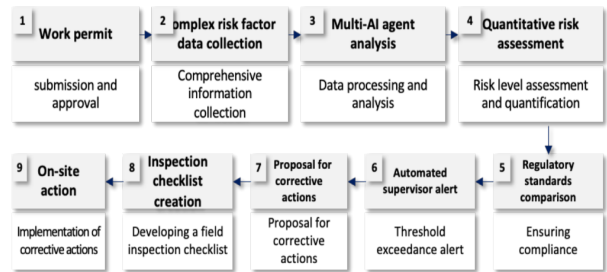 1
Work permit
submission and
approval
2
omplex risk factor
data collection
Comprehensive
information
collection
3
Multi-AI agent
analysis
Data processing and
analysis
4
Quantitative risk
assessment
Risk level assessment
and quantification
9
On-site
action
Implementation of
corrective actions
8
Inspection
checklist
creation
Developing a field
inspection checklist
7
Proposal for
corrective
actions
Proposal for
corrective
actions
6
Automated
supervisor alert
Threshold
exceedance alert
5
Regulatory
standards
comparison
Ensuring
compliance